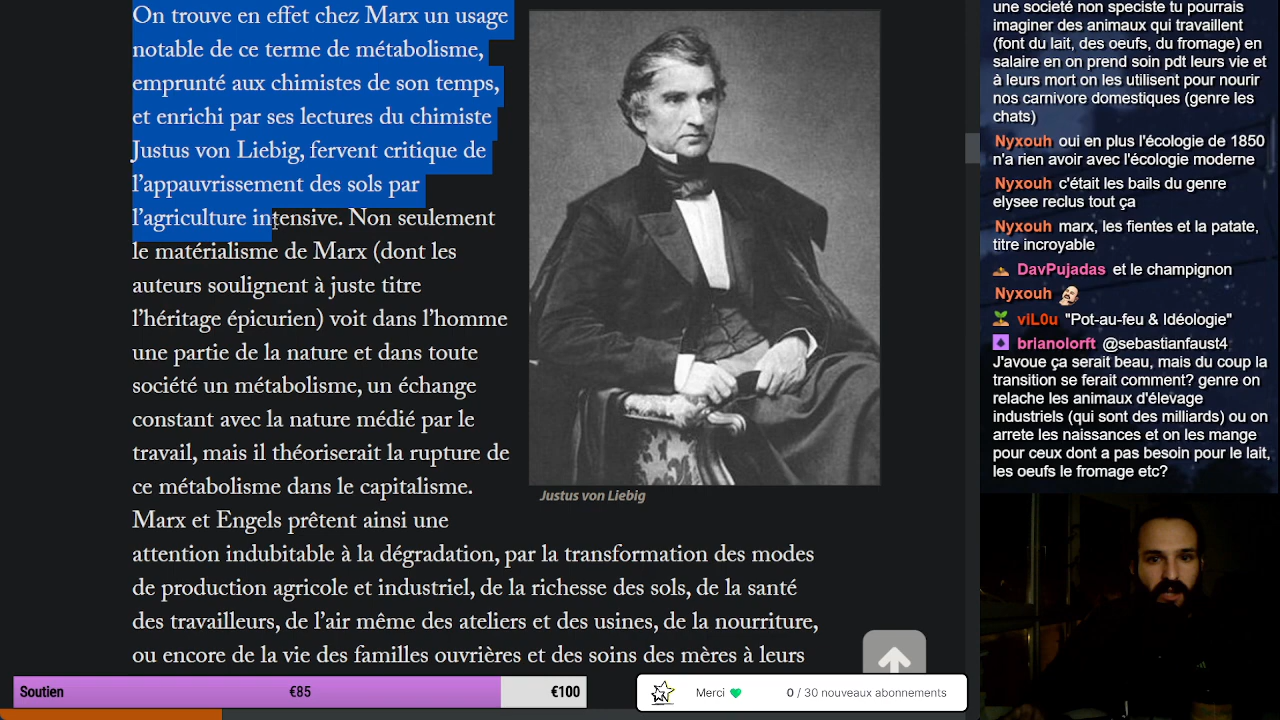 On trouve en effet chez Marx un usage
notable de ce terme de métabolisme,
emprunté aux chimistes de son temps,
et enrichi par ses lectures du chimiste
Justus von Liebig, fervent critique de
l’appauvrissement des sols par
l’agriculture intensive. Non seulement
le matérialisme de Marx (dont les
auteurs soulignent à juste titre
l’héritage épicurien) voit dans l’homme
une partie de la nature et dans toute
société un métabolisme, un échange
constant avec la nature médié par le
travail, mais il théoriserait la rupture de
ce métabolisme dans le capitalisme.
Marx et Engels prêtent ainsi une
attention indubitable à la dégradation, par la transformation des modes
de production agricole et industriel, de la richesse des sols, de la santé
des travailleurs, de l’air même des ateliers et des usines, de la nourriture,
ou encore de la vie des familles ouvrières et des soins des mères à leurs
Justus von Liebig
Soutien €85 €100
Merci 0 / 30 nouveaux abonnements
une societé non speciste tu pourrais
imaginer des animaux qui travaillent
(font du lait, des oeufs, du fromage) en
salaire en on prend soin pdt leurs vie et
à leurs mort on les utilisent pour nourir
nos carnivore domestiques (genre les
chats)
Nyxouh oui en plus l'écologie de 1850
n'a rien avoir avec l'écologie moderne
Nyxouh c'était les bails du genre
elysee reclus tout ça
Nyxouh marx, les fientes et la patate,
titre incroyable
DavPujadas et le champignon
Nyxouh
viL0u "Pot-au-feu & Idéologie"
brianolorft @sebastianfaust4
J'avoue ça serait beau, mais du coup la
transition se ferait comment? genre on
relache les animaux d'élevage
industriels (qui sont des milliards) ou on
arrete les naissances et on les mange
pour ceux dont a pas besoin pour le lait,
les oeufs le fromage etc?